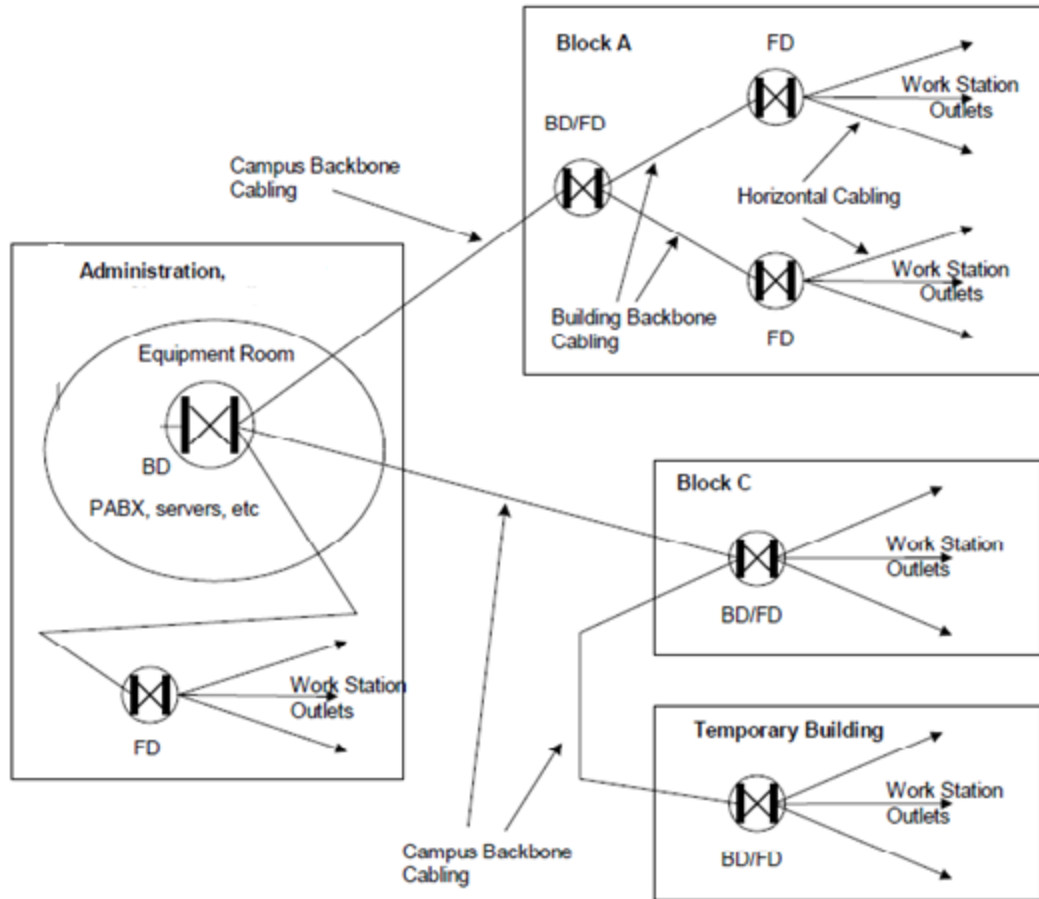 Block A
FD
Work Station
Outlets
BD/FD
Campus Backbone
Cabling
Horizontal Cabling
Administration,
Work Station
Outlets
Building Backbone
Cabling
FD
Equipment Room
BD
PABX, servers, etc
Block C
Work Station
Outlets
BD/FD
Work Station
Outlets
FD
Temporary Building
Work Station
Outlets
Campus Backbone
Cabling
BD/FD